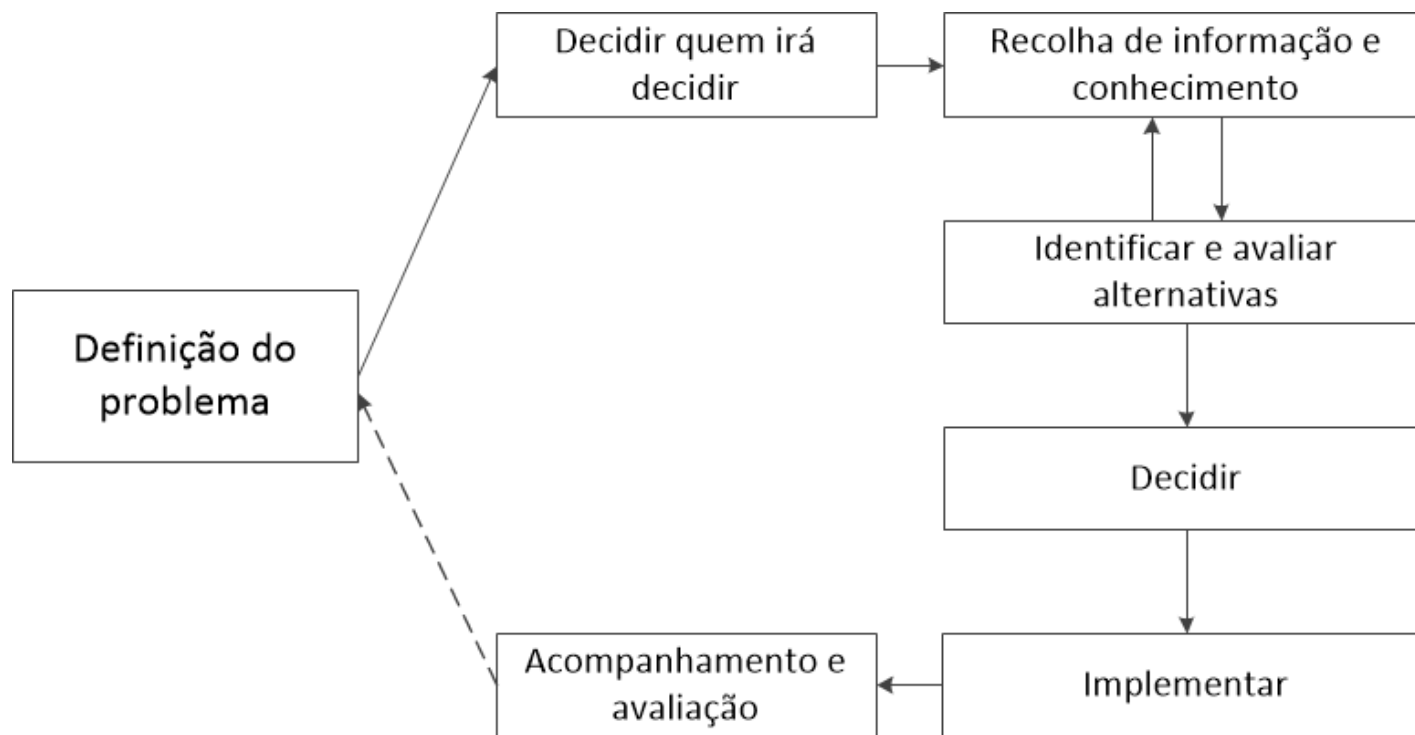 Decidir quem irá
decidir
Recolha de informação e
conhecimento
Identificar e avaliar
alternativas
Definição do
problema
Decidir
Implementar
Acompanhamento e
avaliação